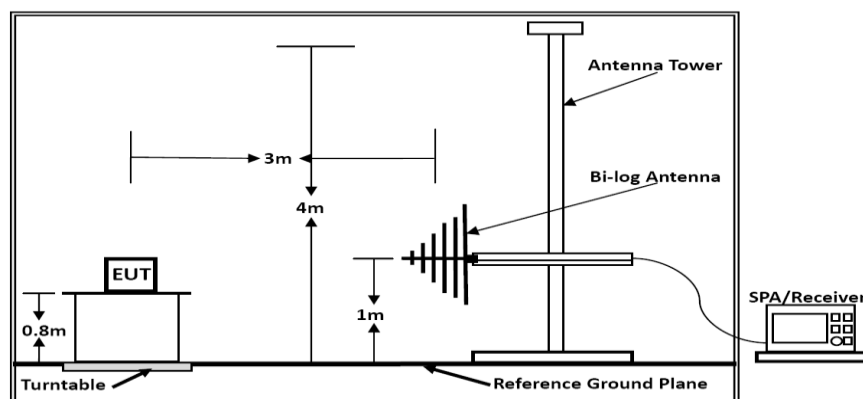 Antenna Tower
3m
Bi-log Antenna
4m
EUT
SPA/Receiver
0.8m
1m
Turntable
Reference Ground Plane